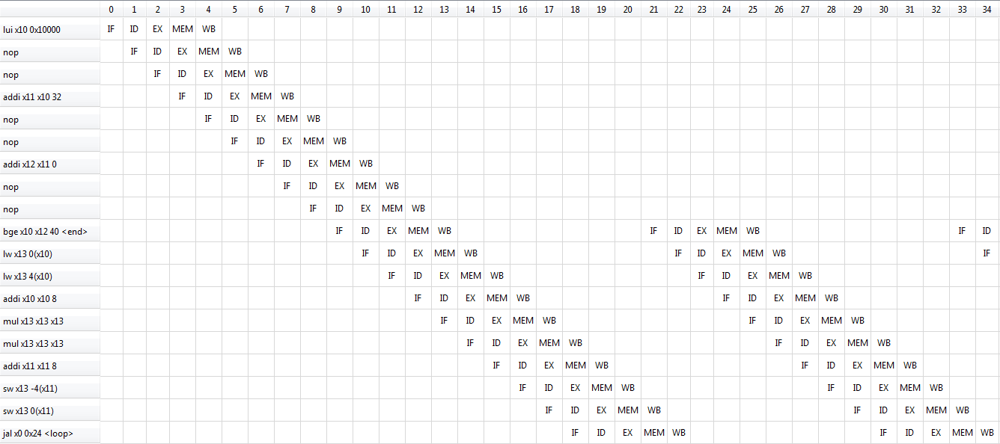 0 1 2 3 4 5 6 7 8 9 10 11 12 13 14 15 16 17 18 19 20 21 22 23 24 25 26 27 28 29 30 31 32 33 34
lui x10 0x10000 IF ID EX MEM WB
nop IF ID EX MEM WB
nop IF ID EX MEM WB
addi x11 x10 32 IF ID EX MEM WB
nop IF ID EX MEM WB
nop IF ID EX MEM WB
addi x12 x11 0 IF ID EX MEM WB
nop IF ID EX MEM WB
nop IF ID EX MEM WB
bge x10 x12 40 <end> IF ID EX MEM WB IF ID EX MEM WB IF ID
lw x13 0(x10) IF ID EX MEM WB IF ID EX MEM WB IF
lw x13 4(x10) IF ID EX MEM WB IF ID EX MEM WB
addi x10 x10 8 IF ID EX MEM WB IF ID EX MEM WB
mul x13 x13 x13 IF ID EX MEM WB IF ID EX MEM WB
mul x13 x13 x13 IF ID EX MEM WB IF ID EX MEM WB
addi x11 x11 8 IF ID EX MEM WB IF ID EX MEM WB
sw x13 -4(x11) IF ID EX MEM WB IF ID EX MEM WB
sw x13 0(x11) IF ID EX MEM WB IF ID EX MEM WB
jal x0 0x24 <loop> IF ID EX MEM WB IF ID EX MEM WB